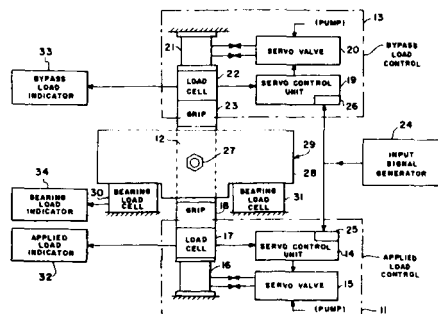 (PUMP)
13
33
21
SERVO VALVE
20
BYPASS
LOAD
CONTROL
BYPASS
LOAD
INDICATOR
LOAD
CELL
22
SERVO CONTROL
UNIT
19
26
GRIP
23
24
12
27
29
28
INPUT
SIGNAL
GENERATOR
34
30
BEARING
LOAD
INDICATOR
BEARING
LOAD
CELL
BEARING
LOAD
CELL
31
GRIP
18
25
APPLIED
LOAD
INDICATOR
32
LOAD
CELL
17
SERVO CONTROL
UNIT
14
APPLIED
LOAD
CONTROL
16
SERVO VALVE
15
(PUMP)
11